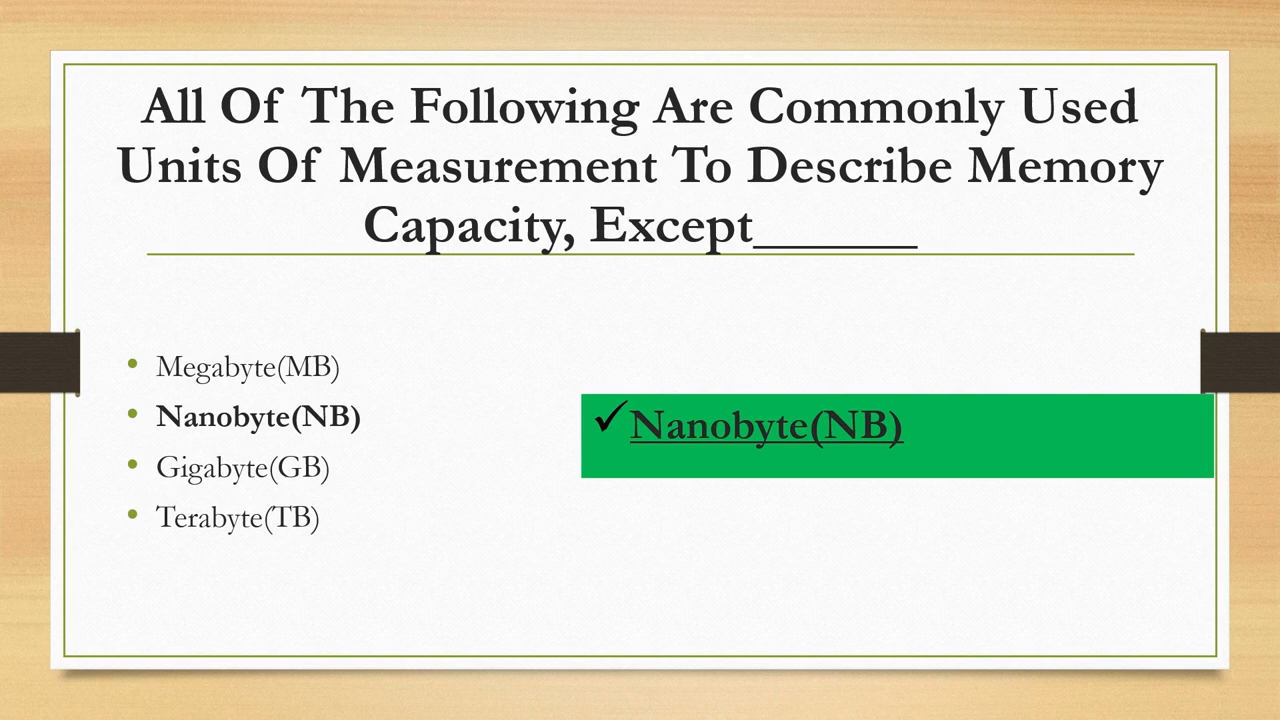 All Of The Following Are Commonly Used
Units Of Measurement To Describe Memory
Capacity, Except______
• Megabyte(MB)
• Nanobyte(NB)
• Gigabyte(GB)
• Terabyte(TB)
✓Nanobyte(NB)